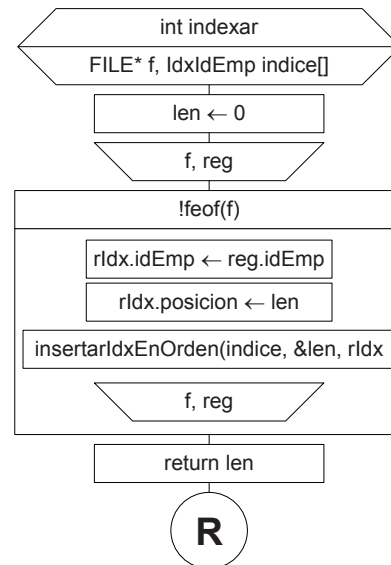 int indexar
FILE* f, IdxIdEmp indice[]
len ← 0
f, reg
!feof(f)
rIdx.idEmp ← reg.idEmp
rIdx.posicion ← len
insertarIdxEnOrden(indice, &len, rIdx
f, reg
return len
R